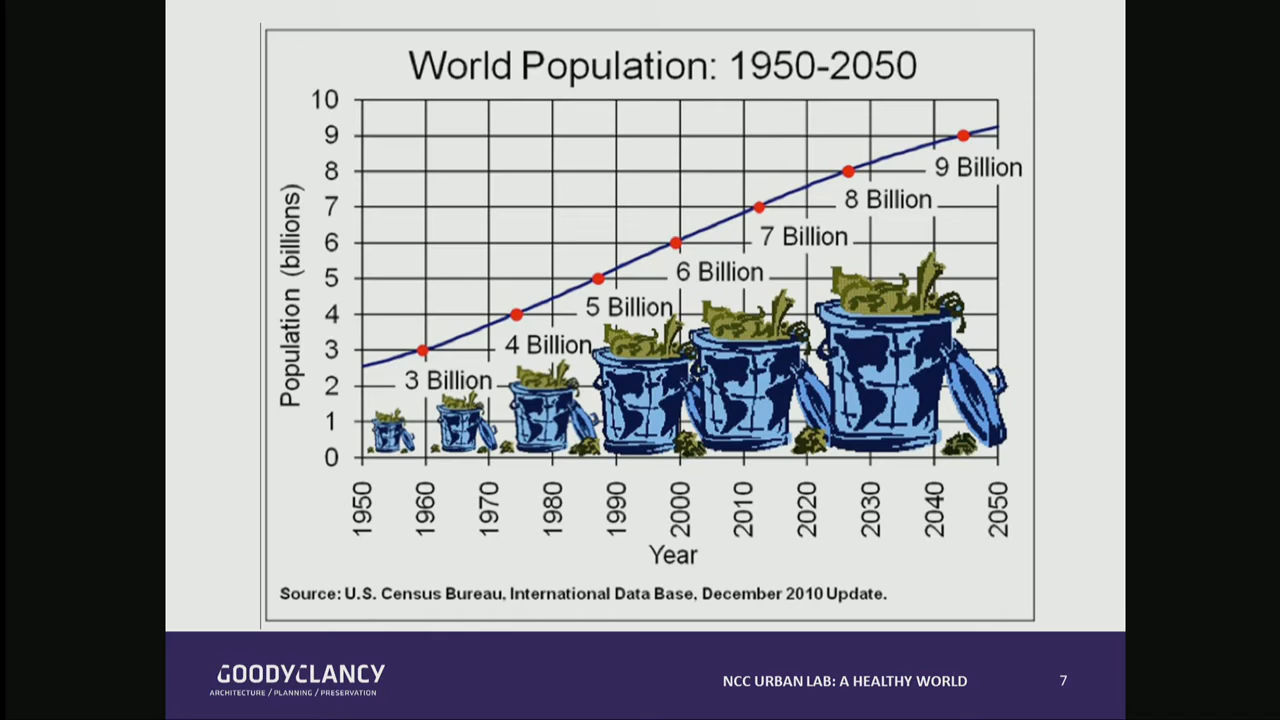 World Population: 1950-2050
10
9
8
7
6
5
4
3
2
1
0
Population (billions)
9 Billion
8 Billion
7 Billion
6 Billion
5 Billion
4 Billion
3 Billion
1950
1960
1970
1980
1990
2000
2010
2020
2030
2040
2050
Year
Source: U.S. Census Bureau, International Data Base, December 2010 Update.
GOODYCLANCY
ARCHITECTURE / PLANNING / PRESERVATION
NCC URBAN LAB: A HEALTHY WORLD
7